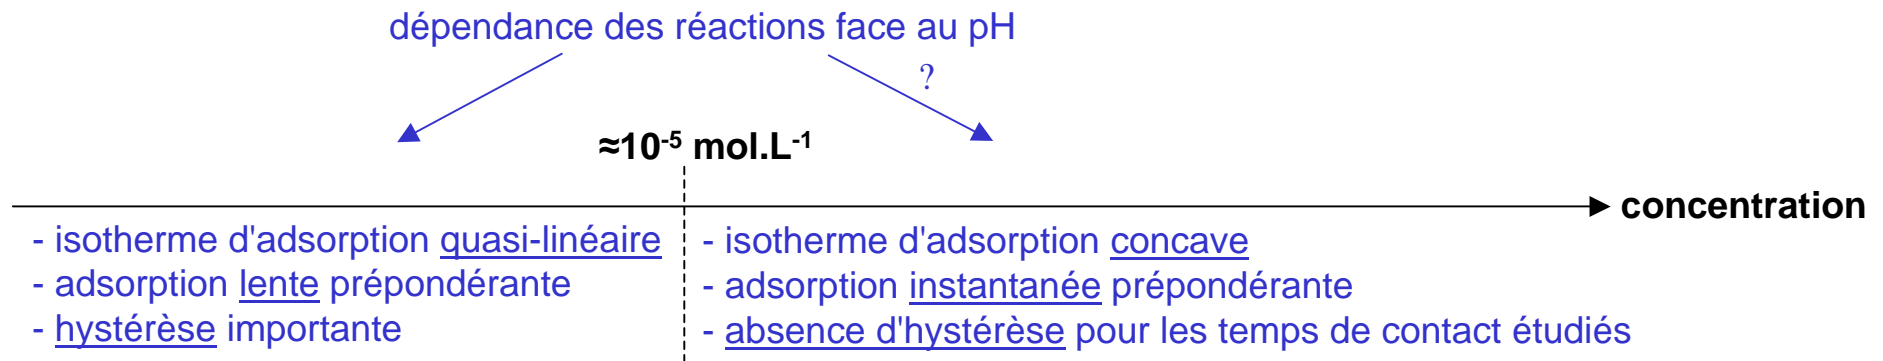 dépendance des réactions face au pH
?
≈10⁻⁵ mol.L⁻¹
concentration
- isotherme d'adsorption quasi-linéaire
- adsorption lente prépondérante
- hystérèse importante
- isotherme d'adsorption concave
- adsorption instantanée prépondérante
- absence d'hystérèse pour les temps de contact étudiés